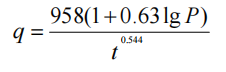 q = 958(1+0.63 lg P) / t^0.544